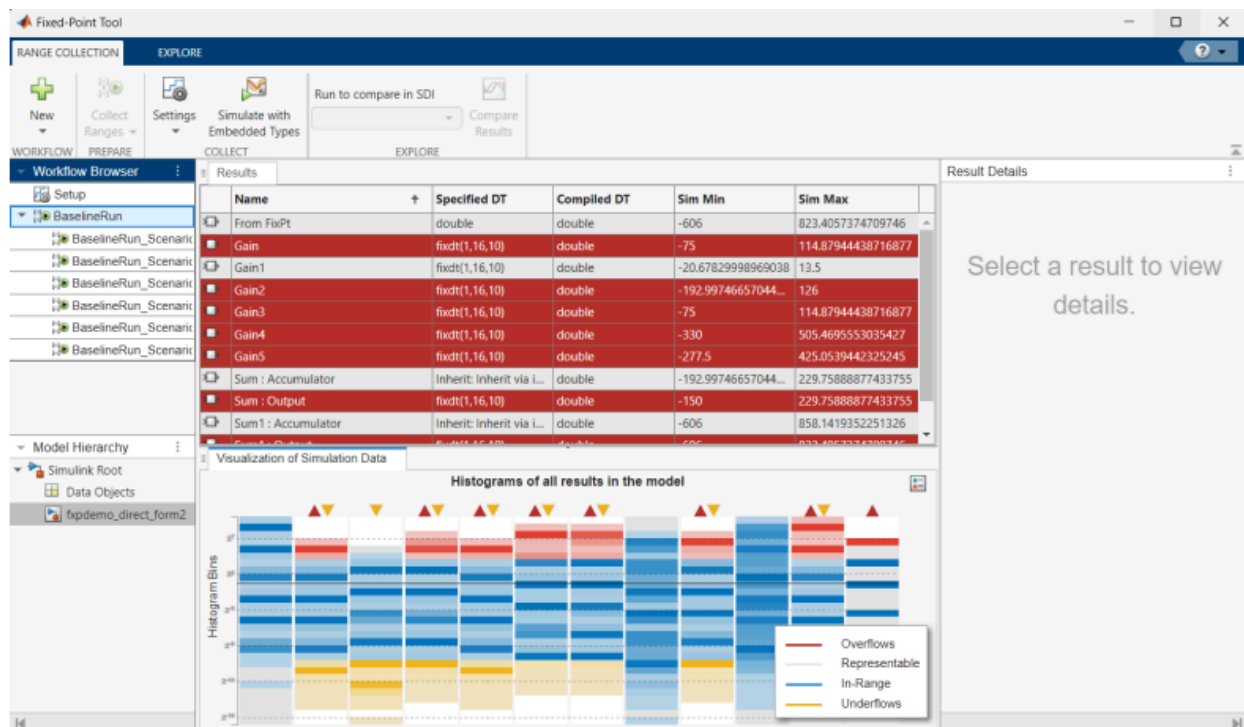 Fixed-Point Tool
RANGE COLLECTION EXPLORE
New
Collect Ranges
Settings
Simulate with Embedded Types
Run to compare in SDI
Compare Results
WORKFLOW PREPARE COLLECT EXPLORE
Workflow Browser
Setup
BaselineRun
BaselineRun_Scenaric
BaselineRun_Scenaric
BaselineRun_Scenaric
BaselineRun_Scenaric
BaselineRun_Scenaric
BaselineRun_Scenaric
Model Hierarchy
Simulink Root
Data Objects
fxpdemo_direct_form2
Results
Name Specified DT Compiled DT Sim Min Sim Max
From FixPt double double -606 823.4057374709746
Gain fixdt(1,16,10) double -75 114.87944438716877
Gain1 fixdt(1,16,10) double -20.67829998969038 13.5
Gain2 fixdt(1,16,10) double -192.99746657044... 126
Gain3 fixdt(1,16,10) double -75 114.87944438716877
Gain4 fixdt(1,16,10) double -330 505.4695553035427
Gain5 fixdt(1,16,10) double -277.5 425.0539442325245
Sum : Accumulator Inherit: Inherit via i... double -192.99746657044... 229.75888877433755
Sum : Output fixdt(1,16,10) double -150 229.75888877433755
Sum1 : Accumulator Inherit: Inherit via i... double -606 858.1419352251326
Visualization of Simulation Data
Histograms of all results in the model
Histogram Bins
Overflows
Representable
In-Range
Underflows
Result Details
Select a result to view
details.